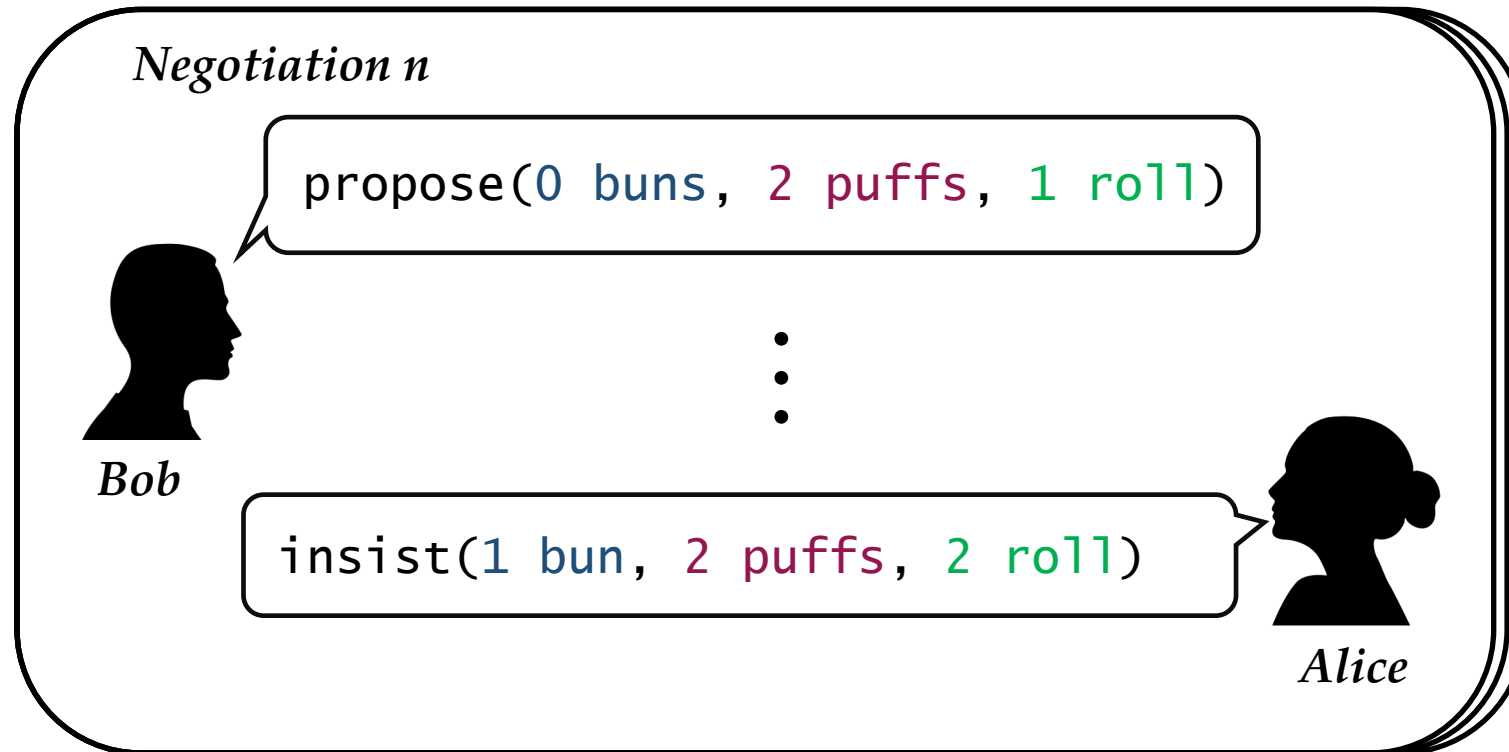 Negotiation n
propose(0 buns, 2 puffs, 1 roll)
Bob
insist(1 bun, 2 puffs, 2 roll)
Alice